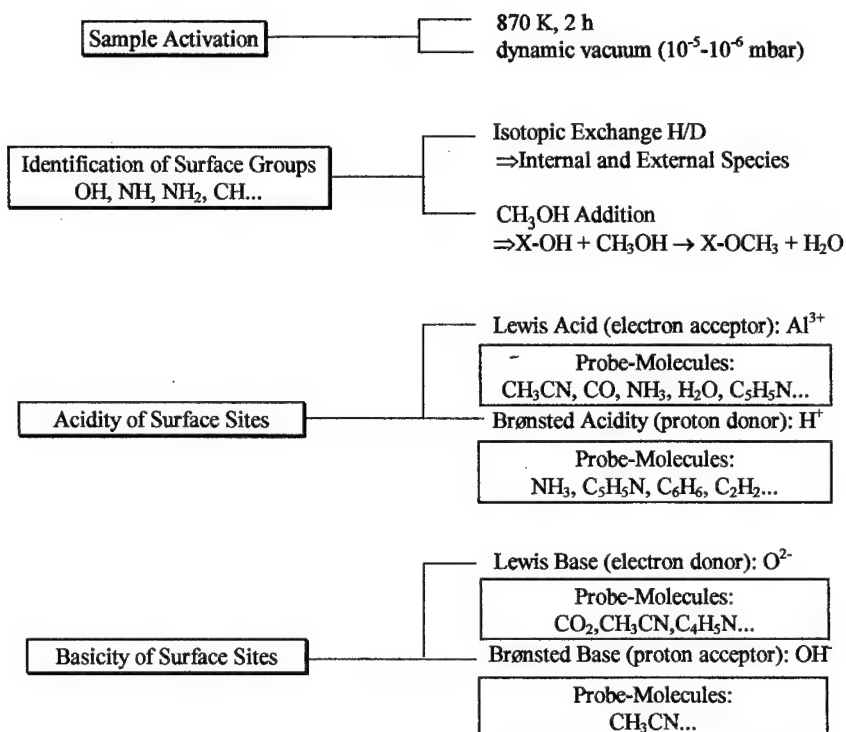 Sample Activation
870 K, 2 h
dynamic vacuum (10⁻⁵-10⁻⁶ mbar)
Identification of Surface Groups
OH, NH, NH₂, CH...
Isotopic Exchange H/D
⇒Internal and External Species
CH₃OH Addition
⇒X-OH + CH₃OH → X-OCH₃ + H₂O
Acidity of Surface Sites
Lewis Acid (electron acceptor): Al³⁺
Probe-Molecules:
CH₃CN, CO, NH₃, H₂O, C₅H₅N...
Brønsted Acidity (proton donor): H⁺
Probe-Molecules:
NH₃, C₅H₅N, C₆H₆, C₂H₂...
Basicity of Surface Sites
Lewis Base (electron donor): O²⁻
Probe-Molecules:
CO₂,CH₃CN,C₄H₅N...
Brønsted Base (proton acceptor): OH⁻
Probe-Molecules:
CH₃CN...